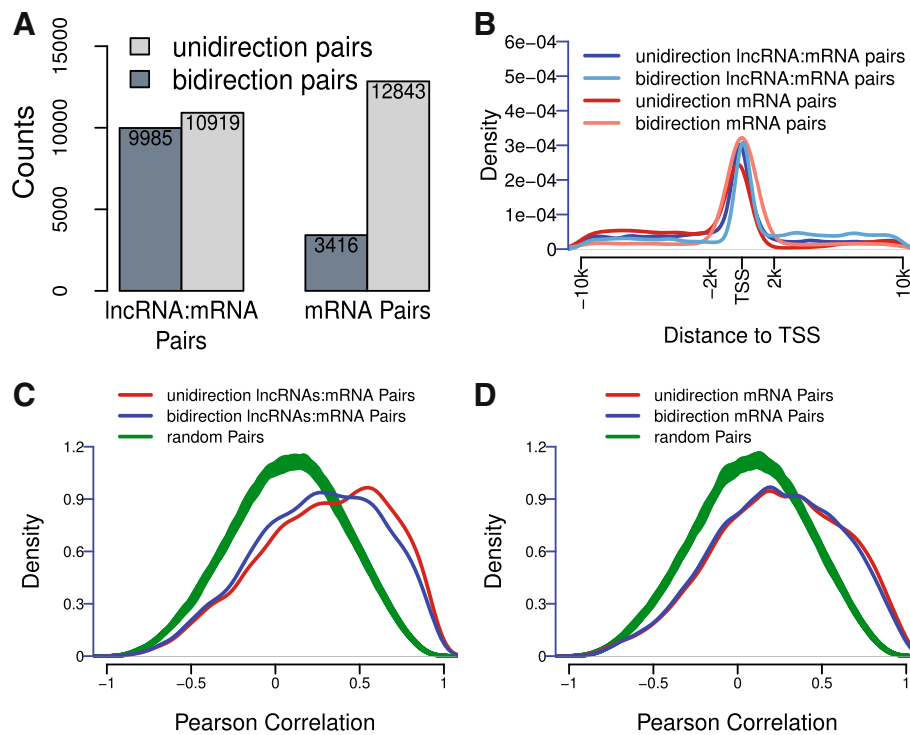 A
Counts
15000
10000
5000
0
unidirection pairs
bidirection pairs
9985
10919
3416
12843
lncRNA:mRNA
Pairs
mRNA Pairs
B
Density
6e−04
5e−04
4e−04
3e−04
2e−04
1e−04
0
unidirection lncRNA:mRNA pairs
bidirection lncRNA:mRNA pairs
unidirection mRNA pairs
bidirection mRNA pairs
−10k
−2k
TSS
2k
10k
Distance to TSS
C
unidirection lncRNAs:mRNA Pairs
bidirection lncRNAs:mRNA Pairs
random Pairs
Density
1.2
0.9
0.6
0.3
0
−1
−0.5
0
0.5
1
Pearson Correlation
D
unidirection mRNA Pairs
bidirection mRNA Pairs
random Pairs
Density
1.2
0.9
0.6
0.3
0
−1
−0.5
0
0.5
1
Pearson Correlation